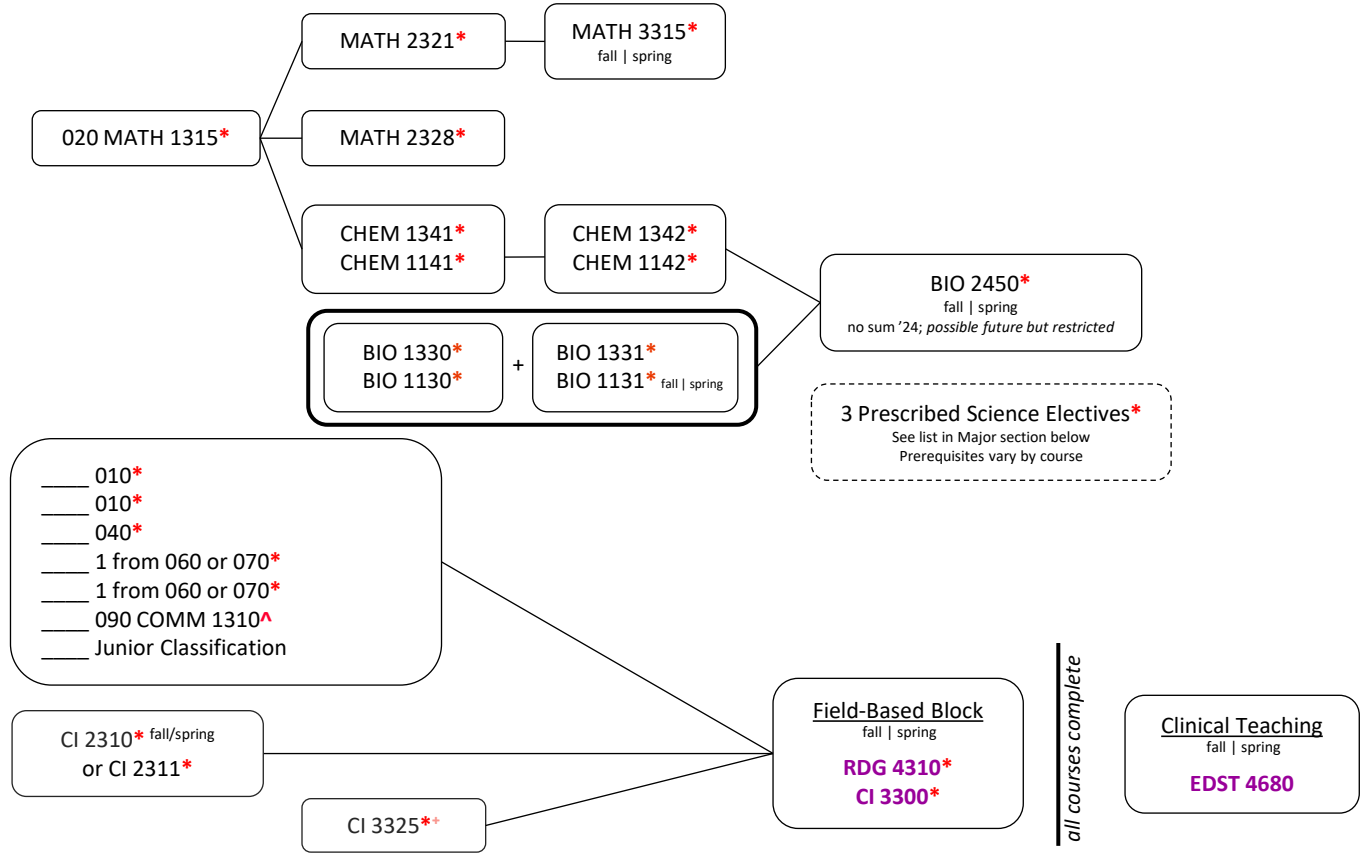 MATH 2321*
MATH 3315*
fall | spring
020 MATH 1315*
MATH 2328*
CHEM 1341*
CHEM 1141*
CHEM 1342*
CHEM 1142*
BIO 2450*
fall | spring
no sum ’24; possible future but restricted
BIO 1330*
BIO 1130*
+
BIO 1331*
BIO 1131* fall | spring
3 Prescribed Science Electives*
See list in Major section below
Prerequisites vary by course
____ 010*
____ 010*
____ 040*
____ 1 from 060 or 070*
____ 1 from 060 or 070*
____ 090 COMM 1310^
____ Junior Classification
CI 2310* fall/spring
or CI 2311*
CI 3325*+
Field-Based Block
fall | spring
RDG 4310*
CI 3300*
all courses complete
Clinical Teaching
fall | spring
EDST 4680